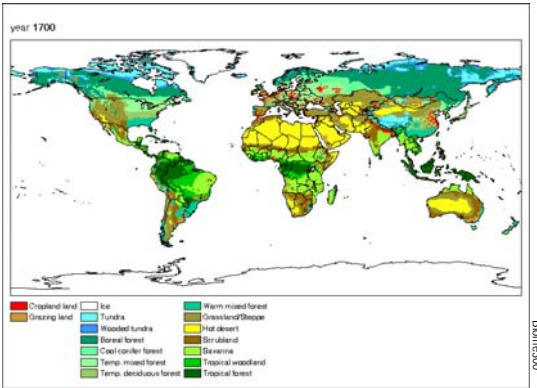 year 1700
Cropland land
Grazing land
Ice
Tundra
Wooded tundra
Boreal forest
Cool conifer forest
Temp. mixed forest
Temp. deciduous forest
Warm mixed forest
Grassland/Steppe
Hot desert
Scrubland
Savanna
Tropical woodland
Tropical forest